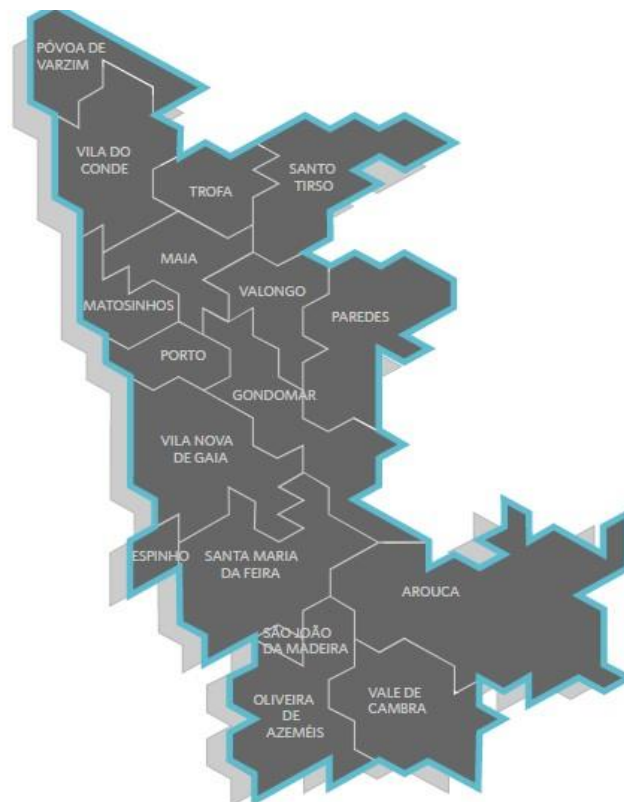 PÓVOA DE
VARZIM
VILA DO
CONDE
TROFA
SANTO
TIRSO
MAIA
VALONGO
MATOSINHOS
PAREDES
PORTO
GONDOMAR
VILA NOVA
DE GAIA
ESPINHO
SANTA MARIA
DA FEIRA
AROUCA
SÃO JOÃO
DA MADEIRA
OLIVEIRA
DE
AZEMÉIS
VALE DE
CAMBRA